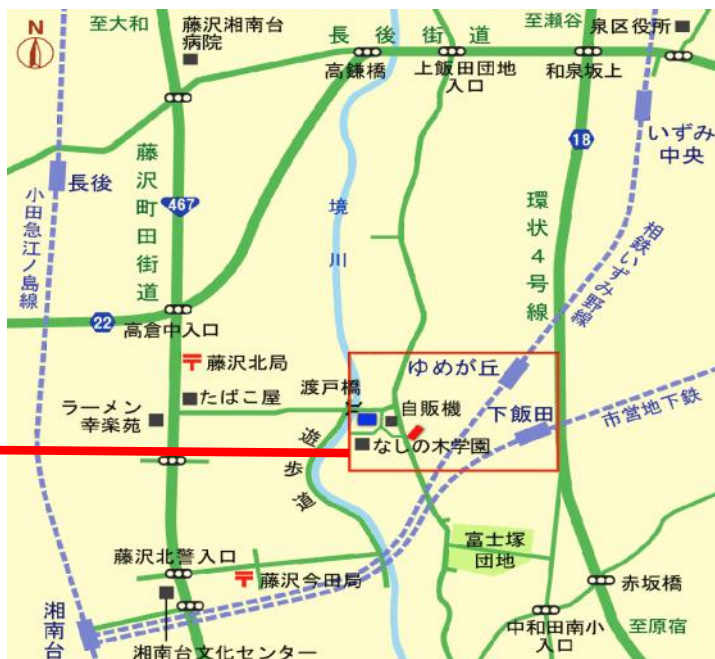 N
至大和
藤沢湘南台
病院
長後街道
至瀬谷
泉区役所
高鎌橋
上飯田団地
入口
和泉坂上
18
いずみ
中央
長後
藤沢町田街道
467
境川
環状4号線
小田急江ノ島線
相鉄いずみ野線
22
高倉中入口
藤沢北局
渡戸橋
ゆめが丘
たばこ屋
自販機
下飯田
市営地下鉄
ラーメン
幸楽苑
なしの木学園
遊歩道
富士塚
団地
藤沢北警入口
藤沢今田局
赤坂橋
湘南台
中和田南小
入口
至原宿
湘南台文化センター